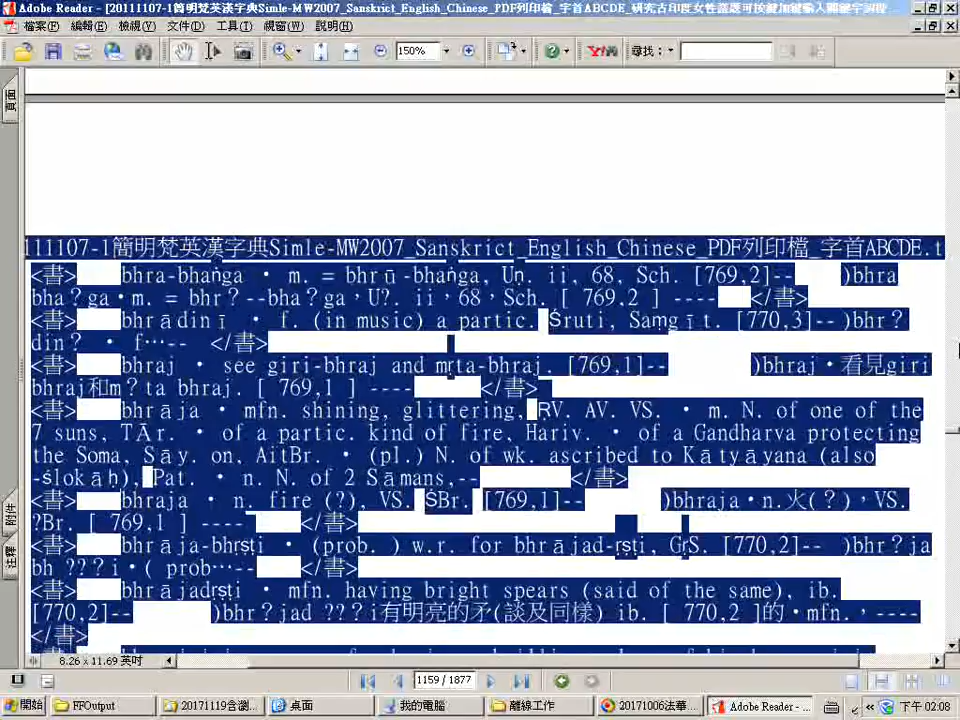 Adobe Reader - [20111107-1簡明梵英漢字典Simle-MW2007_Sanskrict_English_Chinese_PDF列印檔_字首ABCDE_研究古印度女性議題可按鍵加鍵輸入關鍵字詞程...
檔案(F) 編輯(E) 檢視(V) 文件(D) 工具(T) 視窗(W) 說明(H)
150% Y! 尋找：
頁面
附件
註釋
111107-1簡明梵英漢字典Simle-MW2007_Sanskrict_English_Chinese_PDF列印檔_字首ABCDE.t
<書> bhra-bhaṅga ‧ m. = bhrū-bhaṅga, Uṇ. ii, 68, Sch. [769,2]-- )bhra
bha？ga‧m. = bhr？--bha？ga，U?. ii，68，Sch. [ 769.2 ] ---- </書>
<書> bhrādinī ‧ f. (in music) a partic. Śruti, Saṃgīt. [770,3]-- )bhr？
din？ ‧ f…-- </書>
<書> bhraj ‧ see giri-bhraj and mṛta-bhraj. [769,1]-- )bhraj‧看見giri
bhraj和m？ta bhraj. [ 769,1 ] ---- </書>
<書> bhrāja ‧ mfn. shining, glittering, RV. AV. VS. ‧ m. N. of one of the
7 suns, TĀr. ‧ of a partic. kind of fire, Hariv. ‧ of a Gandharva protecting
the Soma, Sāy. on, AitBr. ‧ (pl.) N. of wk. ascribed to Kātyāyana (also
-ślokāḥ), Pat. ‧ n. N. of 2 Sāmans,-- </書>
<書> bhraja ‧ n. fire (?), VS. ŚBr. [769,1]-- )bhraja‧n.火(？)，VS.
?Br. [ 769,1 ] ---- </書>
<書> bhrāja-bhṛṣṭi ‧ (prob. ) w.r. for bhrājad-ṛṣṭi, GṛS. [770,2]-- )bhr？ja
bh ???i‧( prob…-- </書>
<書> bhrājadṛṣṭi ‧ mfn. having bright spears (said of the same), ib.
[770,2]-- )bhr？jad ???i有明亮的矛(談及同樣) ib. [ 770,2 ]的‧mfn.，----
</書>
8.26 x 11.69 英吋
1159 / 1877
開始 FFOutput 20171119含瀏... 桌面 我的電腦 離線工作 20171006法華... Adobe Reader - ... 下午 02:08